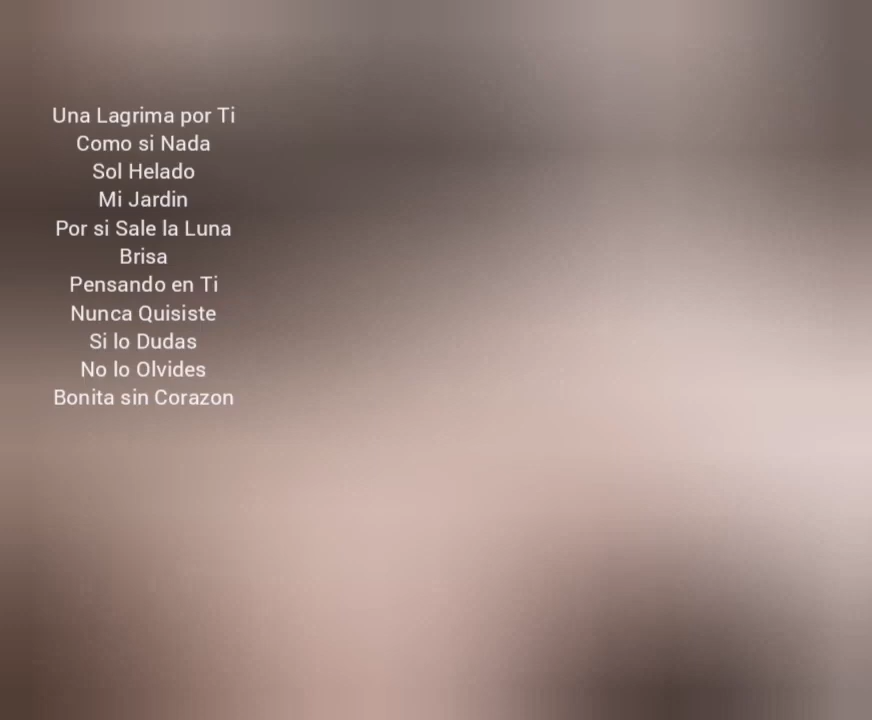 Una Lagrima por Ti
Como si Nada
Sol Helado
Mi Jardin
Por si Sale la Luna
Brisa
Pensando en Ti
Nunca Quisiste
Si lo Dudas
No lo Olvides
Bonita sin Corazon